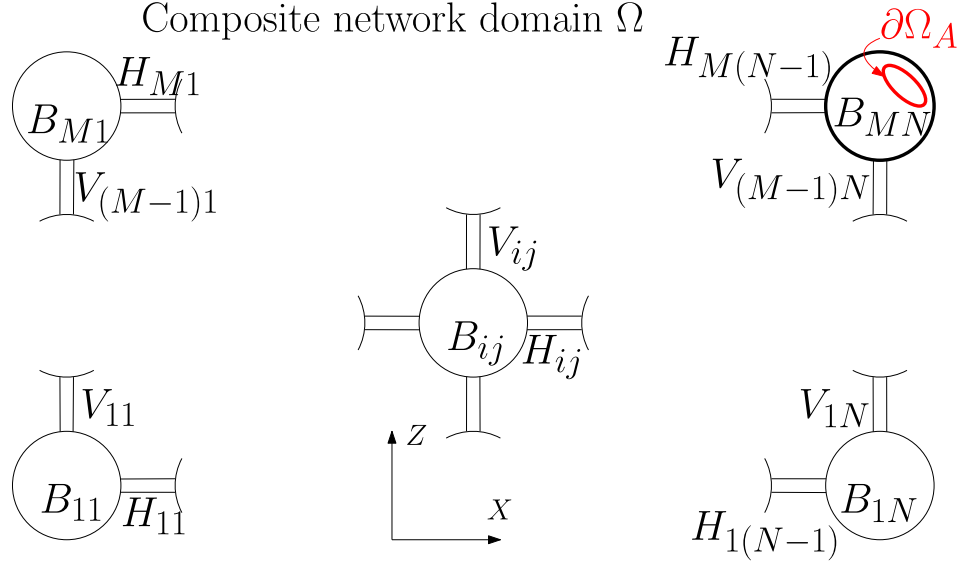 Composite network domain Ω
∂Ω_A
H_{M1}
H_{M(N−1)}
B_{M1}
B_{MN}
V_{(M−1)1}
V_{(M−1)N}
V_{ij}
B_{ij}
H_{ij}
V_{11}
V_{1N}
Z
B_{11}
H_{11}
X
B_{1N}
H_{1(N−1)}